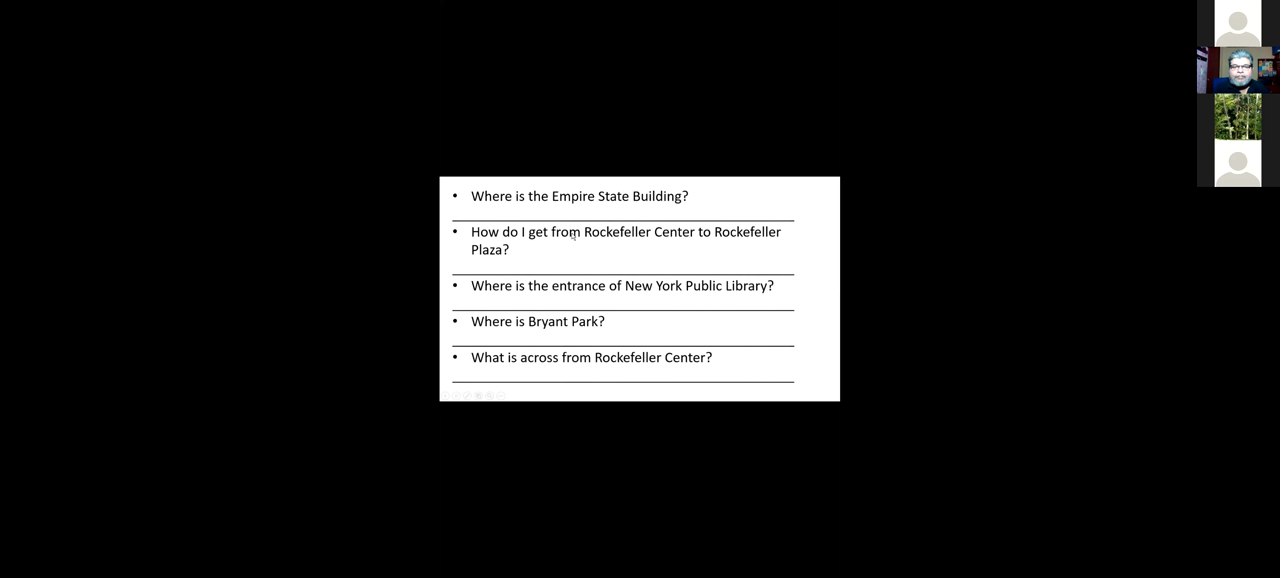 • Where is the Empire State Building?
• How do I get from Rockefeller Center to Rockefeller
Plaza?
• Where is the entrance of New York Public Library?
• Where is Bryant Park?
• What is across from Rockefeller Center?